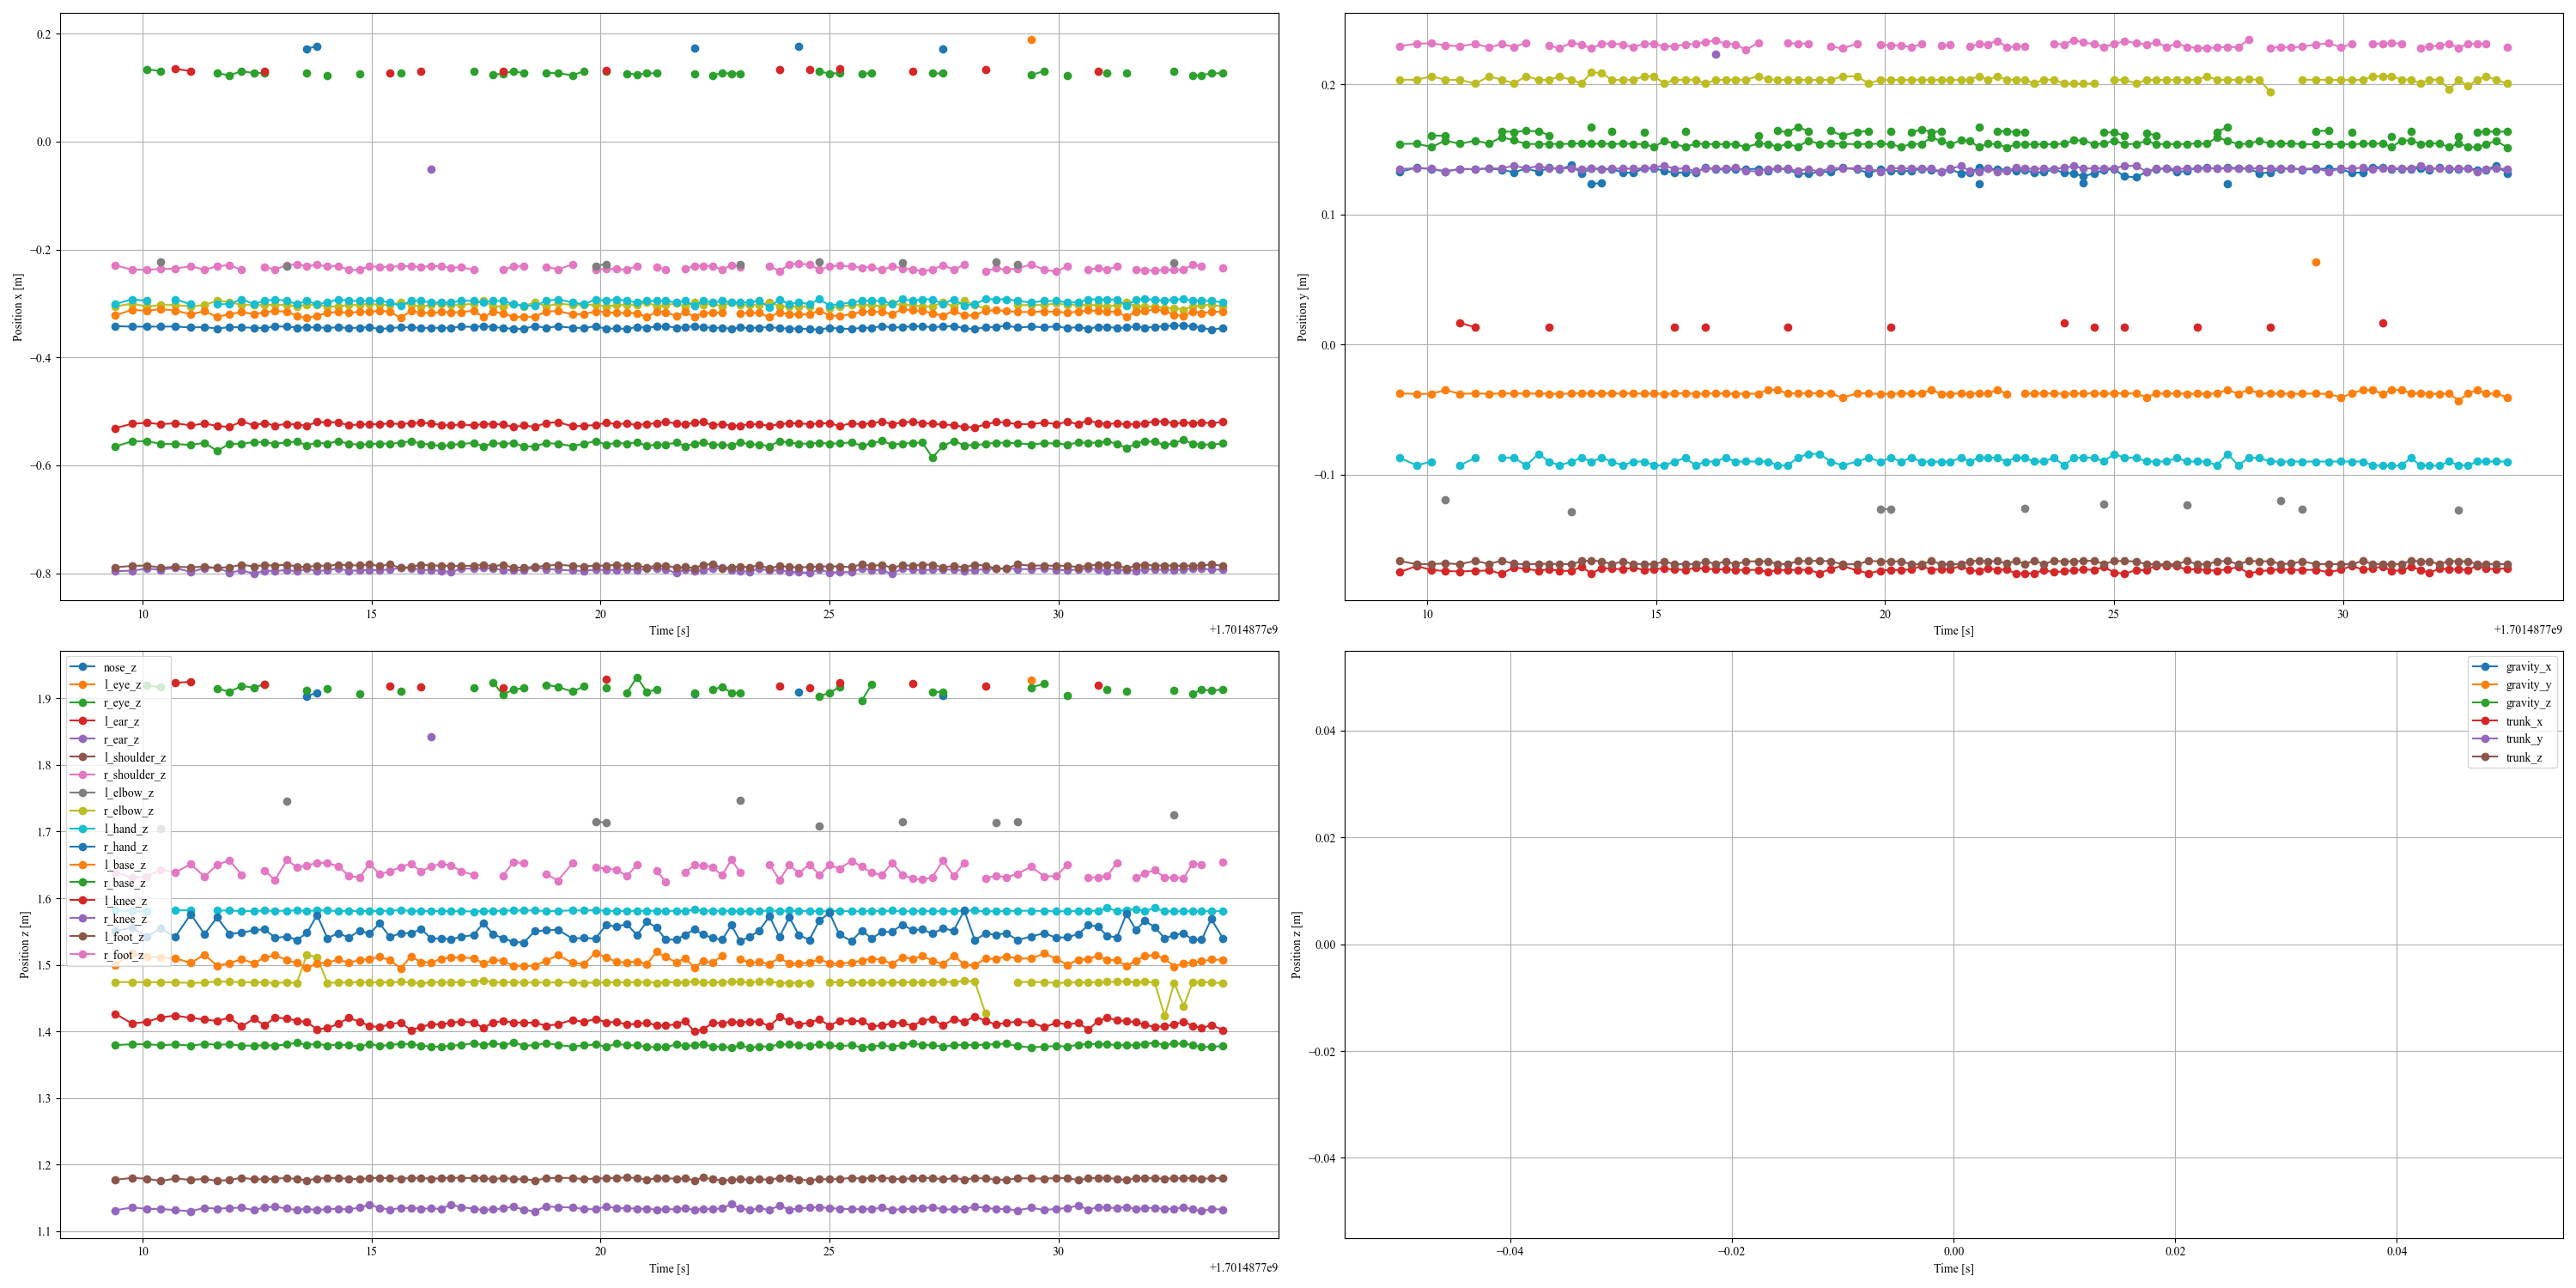 0.2
0.0
−0.2
−0.4
−0.6
−0.8
Position x [m]
10 15 20 25 30
Time [s]
+1.7014877e9
0.2
0.1
0.0
−0.1
Position y [m]
10 15 20 25 30
Time [s]
+1.7014877e9
nose_z
l_eye_z
r_eye_z
l_ear_z
r_ear_z
l_shoulder_z
r_shoulder_z
l_elbow_z
r_elbow_z
l_hand_z
r_hand_z
l_base_z
r_base_z
l_knee_z
r_knee_z
l_foot_z
r_foot_z
1.9
1.8
1.7
1.6
1.5
1.4
1.3
1.2
1.1
Position z [m]
10 15 20 25 30
Time [s]
+1.7014877e9
gravity_x
gravity_y
gravity_z
trunk_x
trunk_y
trunk_z
0.04
0.02
0.00
−0.02
−0.04
Position z [m]
−0.04 −0.02 0.00 0.02 0.04
Time [s]